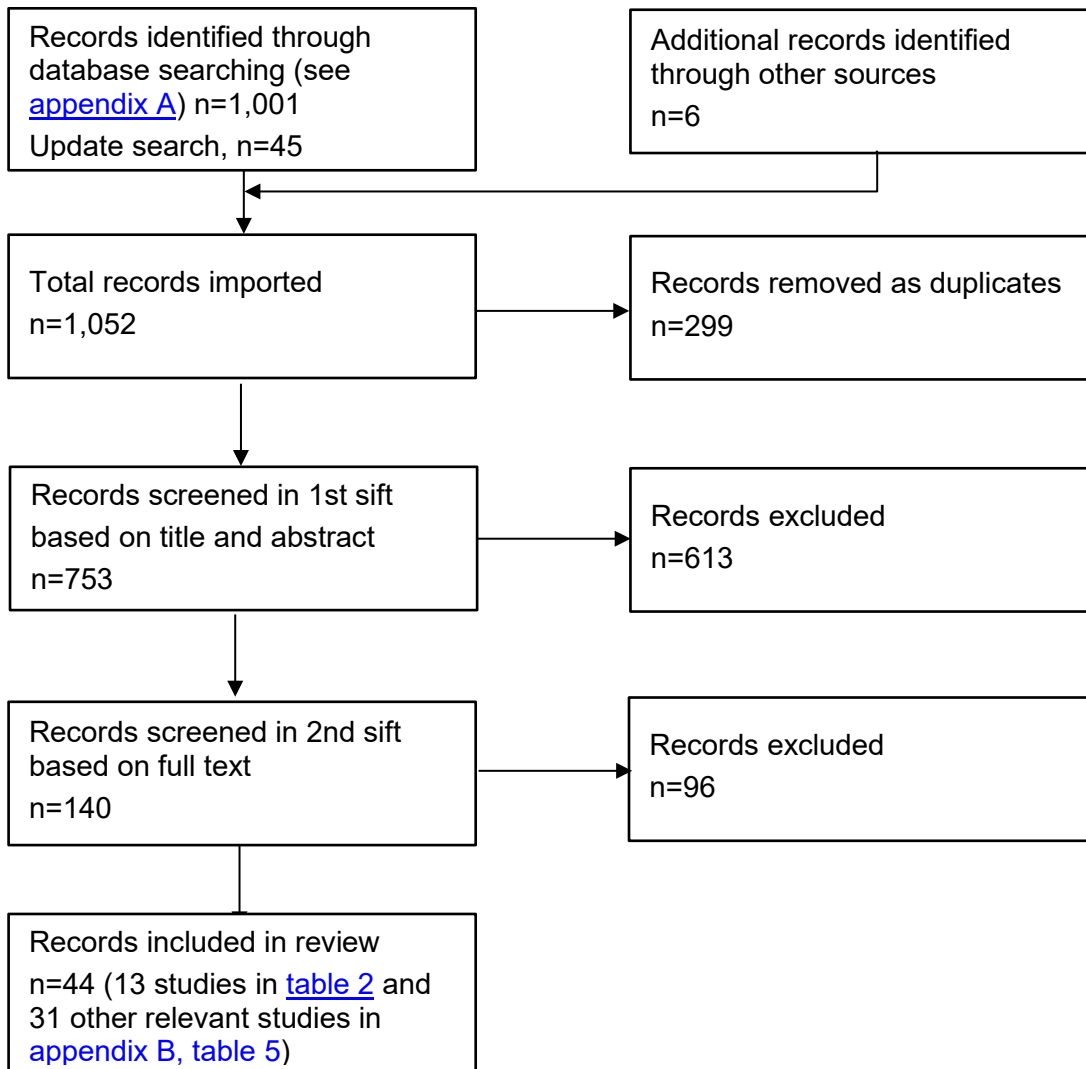 Records identified through
database searching (see
appendix A) n=1,001
Update search, n=45
Additional records identified
through other sources
n=6
Total records imported
n=1,052
Records removed as duplicates
n=299
Records screened in 1st sift
based on title and abstract
n=753
Records excluded
n=613
Records screened in 2nd sift
based on full text
n=140
Records excluded
n=96
Records included in review
n=44 (13 studies in table 2 and
31 other relevant studies in
appendix B, table 5)